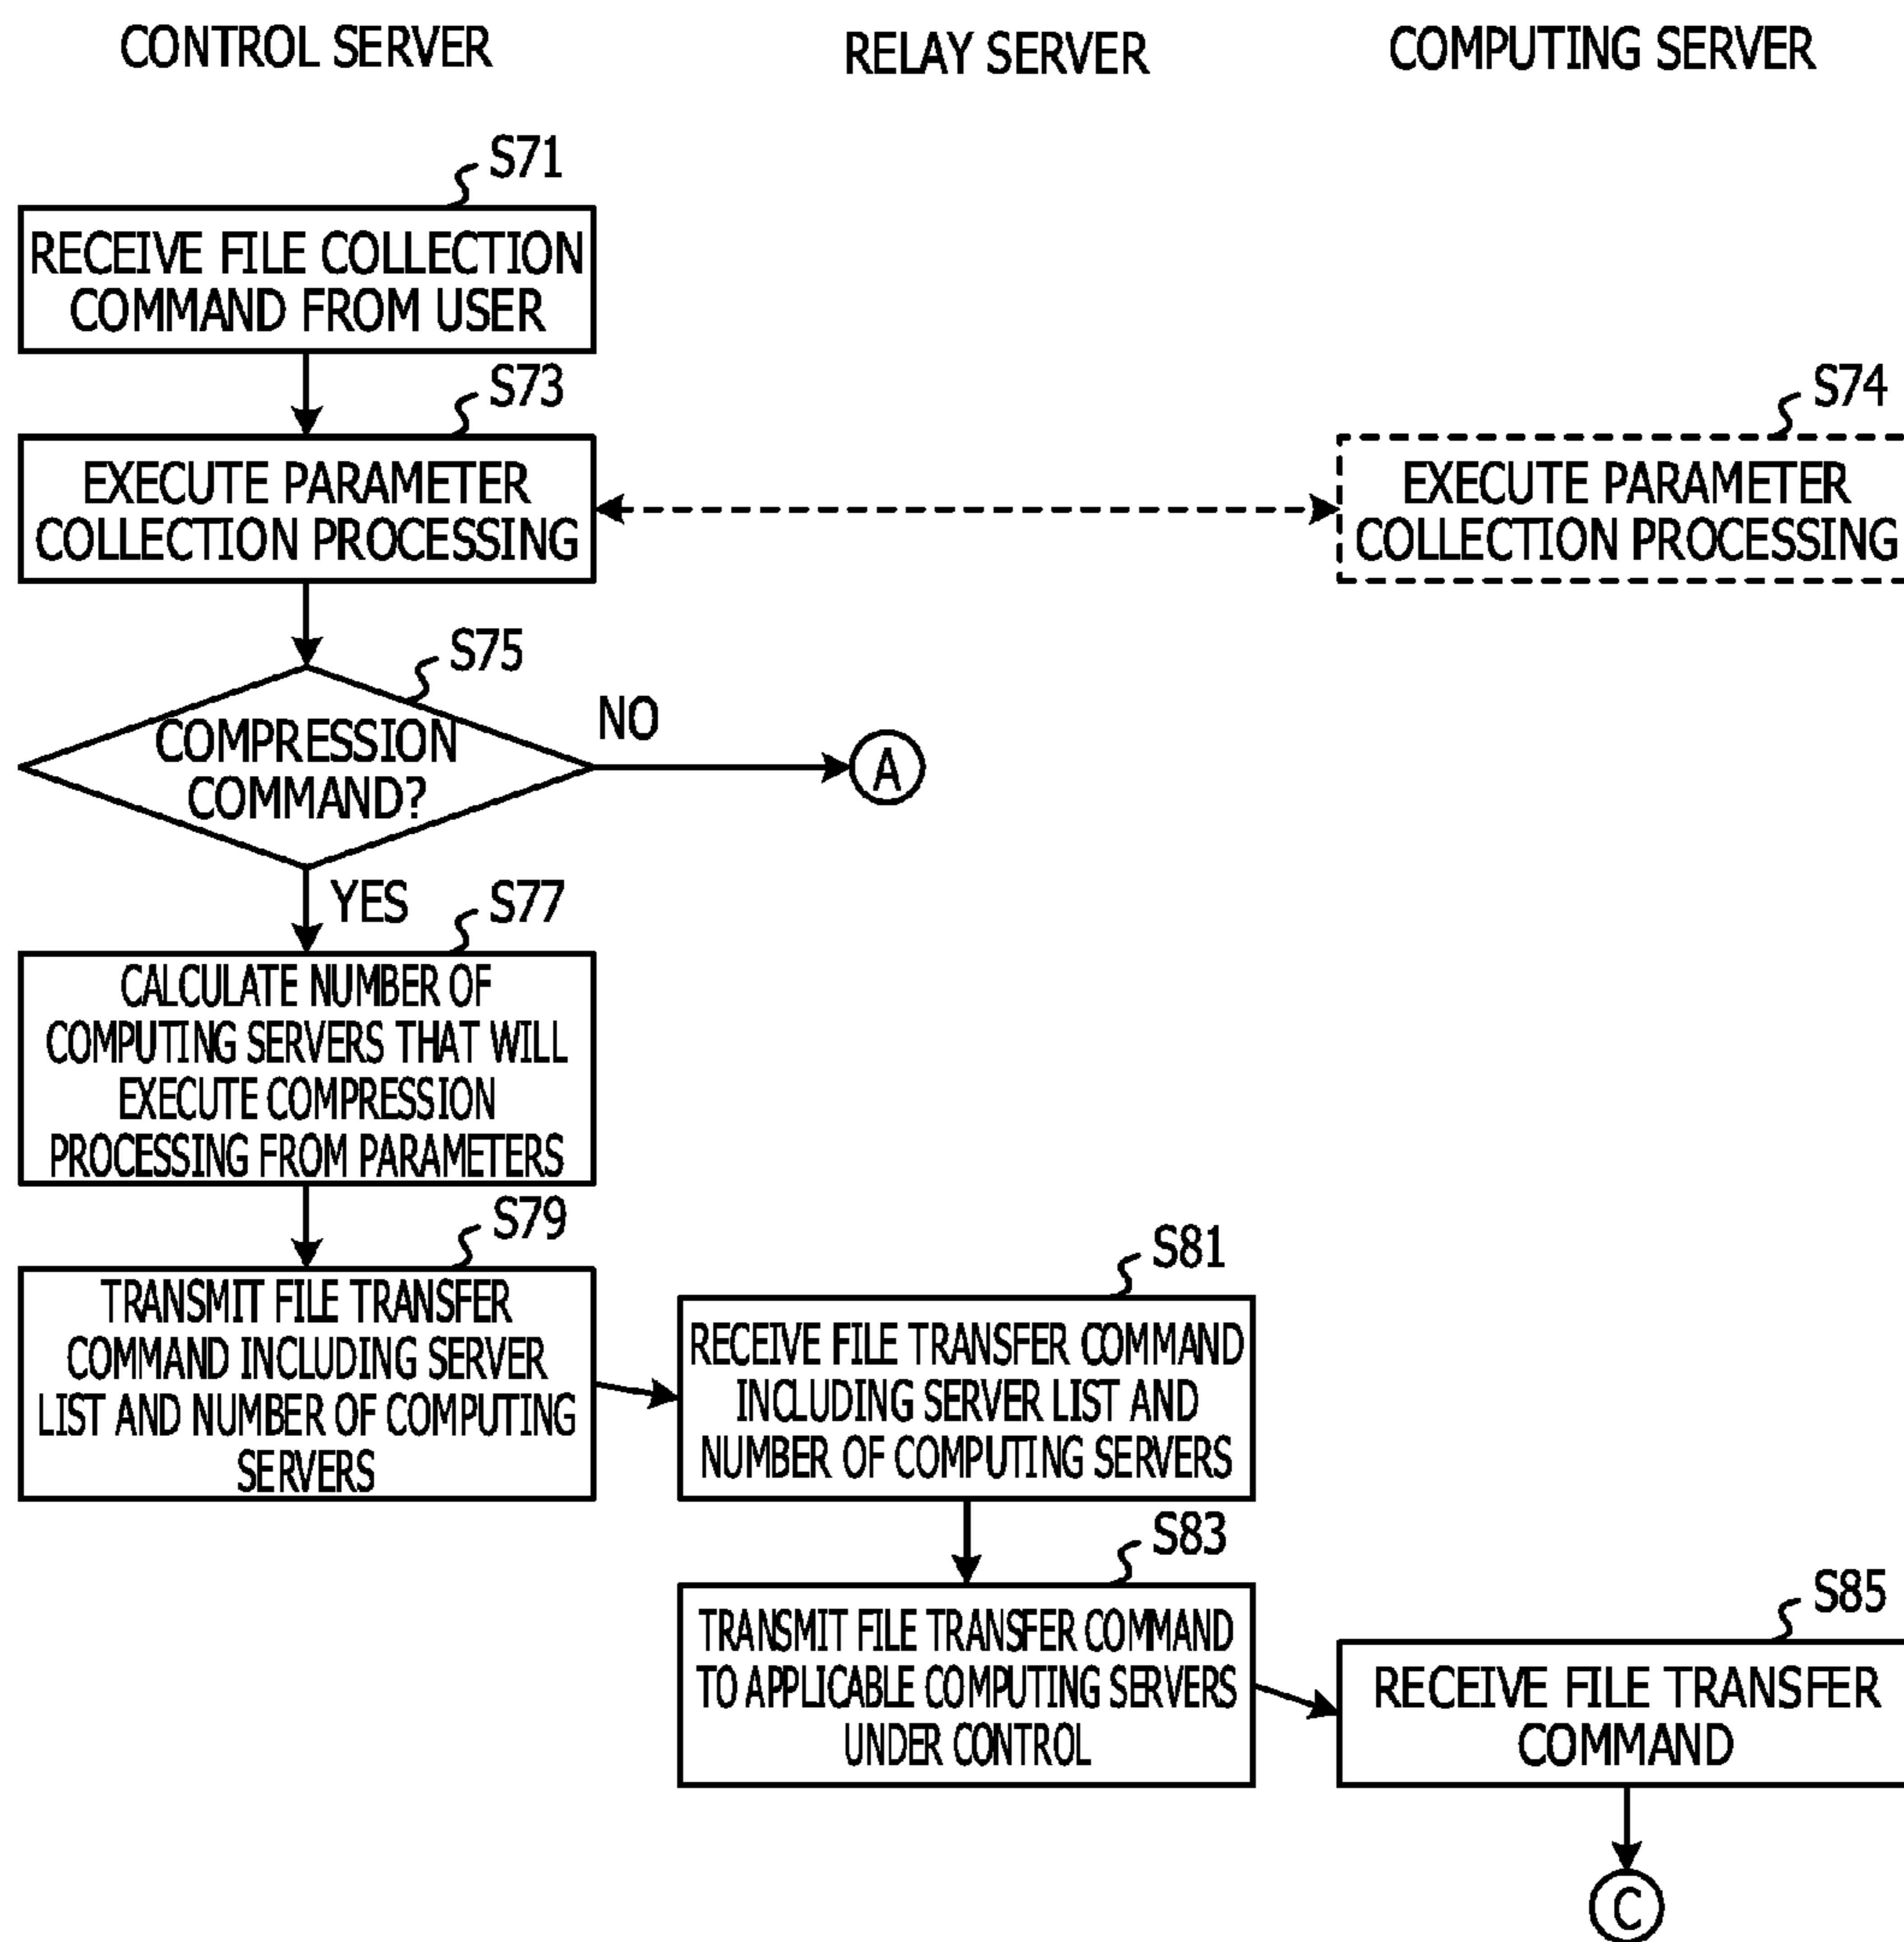 CONTROL SERVER
RELAY SERVER
COMPUTING SERVER
S71
RECEIVE FILE COLLECTION
COMMAND FROM USER
S73
EXECUTE PARAMETER
COLLECTION PROCESSING
S74
EXECUTE PARAMETER
COLLECTION PROCESSING
S75
COMPRESSION
COMMAND?
NO
A
YES
S77
CALCULATE NUMBER OF
COMPUTING SERVERS THAT WILL
EXECUTE COMPRESSION
PROCESSING FROM PARAMETERS
S79
TRANSMIT FILE TRANSFER
COMMAND INCLUDING SERVER
LIST AND NUMBER OF COMPUTING
SERVERS
S81
RECEIVE FILE TRANSFER COMMAND
INCLUDING SERVER LIST AND
NUMBER OF COMPUTING SERVERS
S83
TRANSMIT FILE TRANSFER COMMAND
TO APPLICABLE COMPUTING SERVERS
UNDER CONTROL
S85
RECEIVE FILE TRANSFER
COMMAND
C